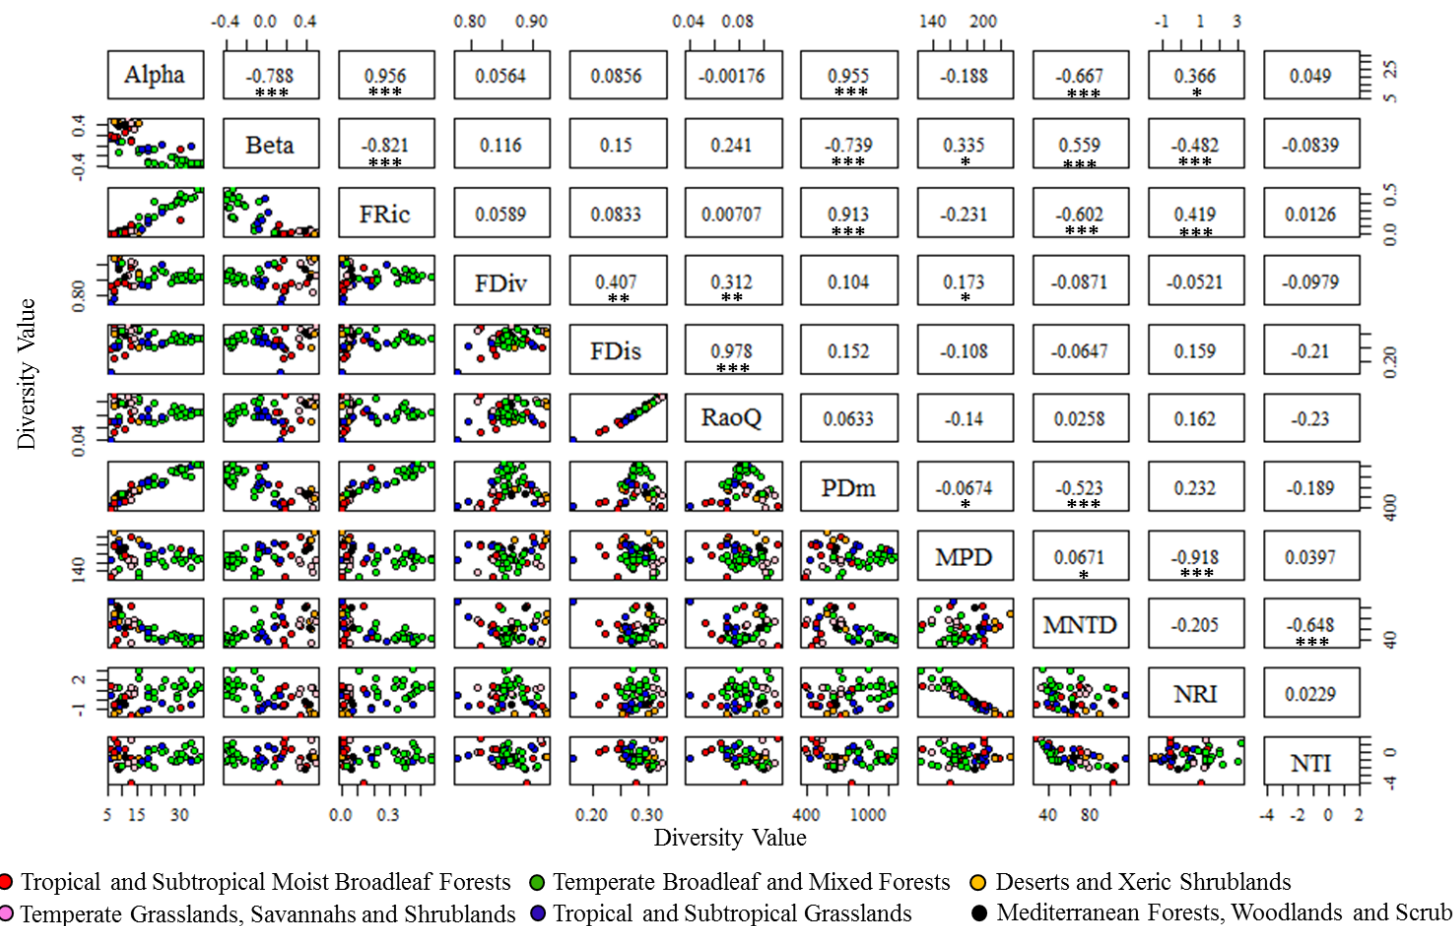 -0.4 0.0 0.4 0.80 0.90 0.04 0.08 140 200 -1 1 3
Alpha -0.788 0.956 0.0564 0.0856 -0.00176 0.955 -0.188 -0.667 0.366 0.049 5 25
*** *** *** *** *
-0.4 0.4 Beta -0.821 0.116 0.15 0.241 -0.739 0.335 0.559 -0.482 -0.0839
*** *** * *** ***
FRic 0.0589 0.0833 0.00707 0.913 -0.231 -0.602 0.419 0.0126 0.0 0.5
*** *** ***
0.80 FDiv 0.407 0.312 0.104 0.173 -0.0871 -0.0521 -0.0979
** ** *
FDis 0.978 0.152 -0.108 -0.0647 0.159 -0.21 0.20
***
0.04 RaoQ 0.0633 -0.14 0.0258 0.162 -0.23
PDm -0.0674 -0.523 0.232 -0.189 400
* ***
140 MPD 0.0671 -0.918 0.0397
* ***
MNTD -0.205 -0.648 40
***
-1 2 NRI 0.0229
NTI -4 0
5 15 30 0.0 0.3 0.20 0.30 400 1000 40 80 -4 -2 0 2
Diversity Value
Diversity Value
Tropical and Subtropical Moist Broadleaf Forests Temperate Broadleaf and Mixed Forests Deserts and Xeric Shrublands
Temperate Grasslands, Savannahs and Shrublands Tropical and Subtropical Grasslands Mediterranean Forests, Woodlands and Scrub